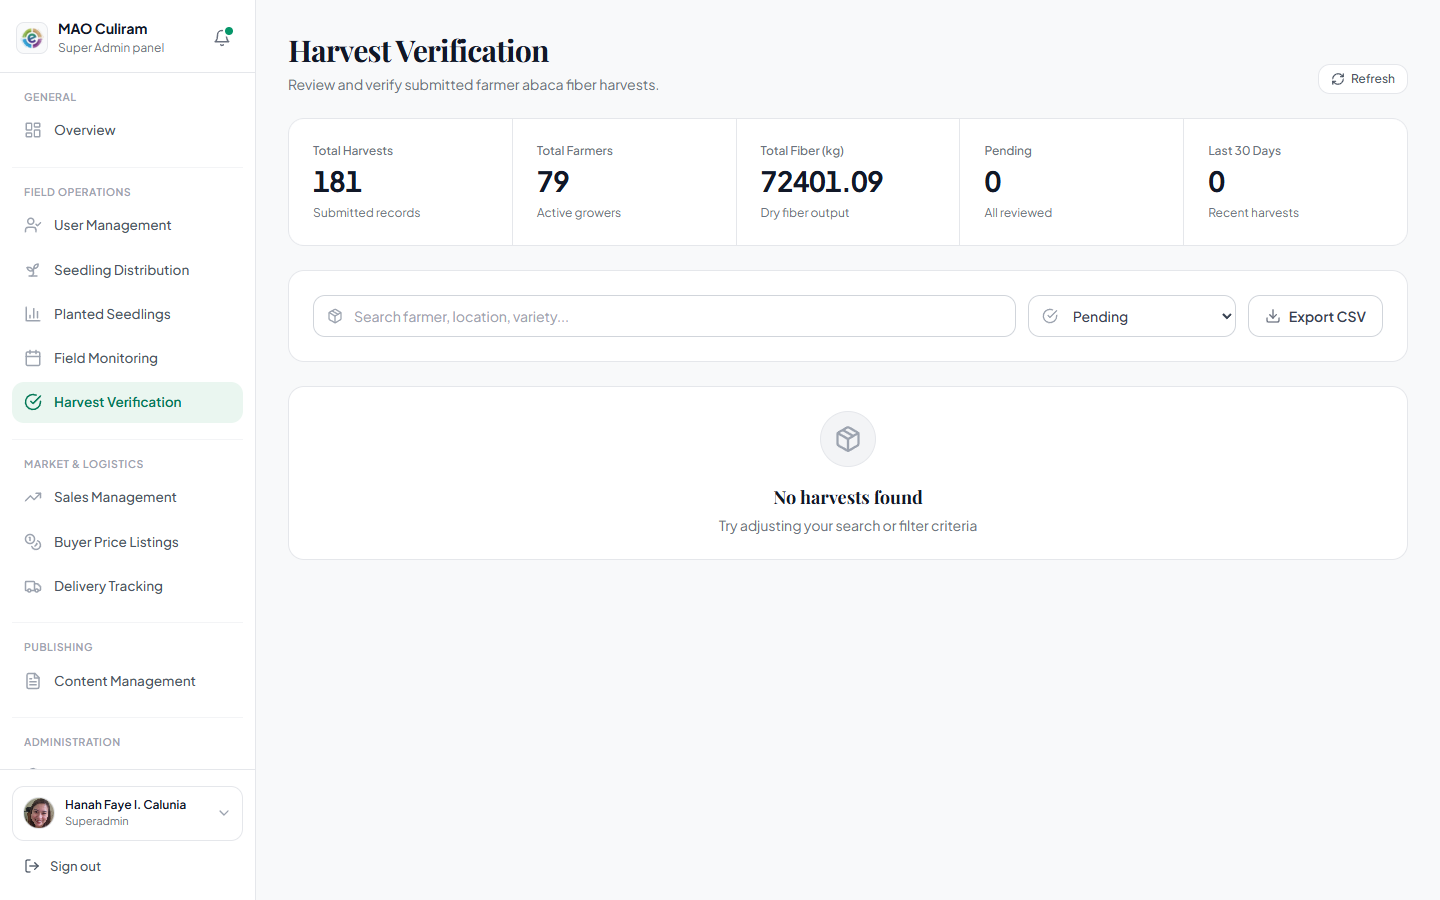 MAO Culiram
Super Admin panel
GENERAL
Overview
FIELD OPERATIONS
User Management
Seedling Distribution
Planted Seedlings
Field Monitoring
Harvest Verification
MARKET & LOGISTICS
Sales Management
Buyer Price Listings
Delivery Tracking
PUBLISHING
Content Management
ADMINISTRATION
Hanah Faye I. Calunia
Superadmin
Sign out
Harvest Verification
Review and verify submitted farmer abaca fiber harvests.
Refresh
Total Harvests
181
Submitted records
Total Farmers
79
Active growers
Total Fiber (kg)
72401.09
Dry fiber output
Pending
0
All reviewed
Last 30 Days
0
Recent harvests
Search farmer, location, variety...
Pending
Export CSV
No harvests found
Try adjusting your search or filter criteria